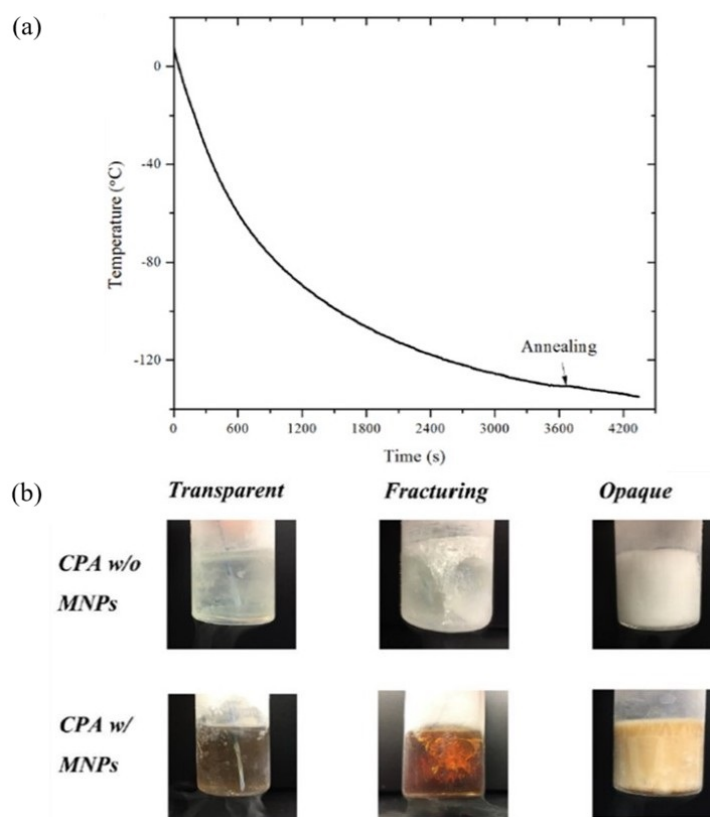 (a)
0
-40
-80
-120
Temperature (°C)
Annealing
0 600 1200 1800 2400 3000 3600 4200
Time (s)
(b)
Transparent Fracturing Opaque
CPA w/o
MNPs
CPA w/
MNPs